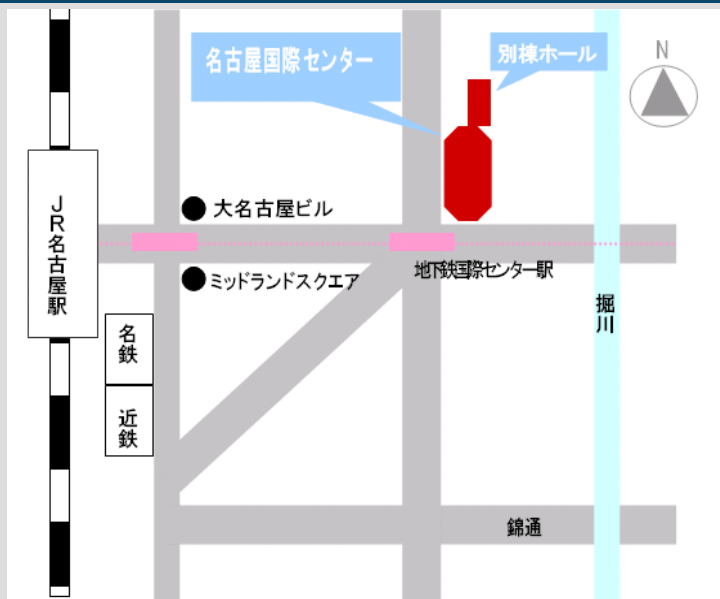 名古屋国際センター
別棟ホール
N
JR名古屋駅
大名古屋ビル
ミッドランドスクエア
地下鉄国際センター駅
名鉄
近鉄
掘川
錦通